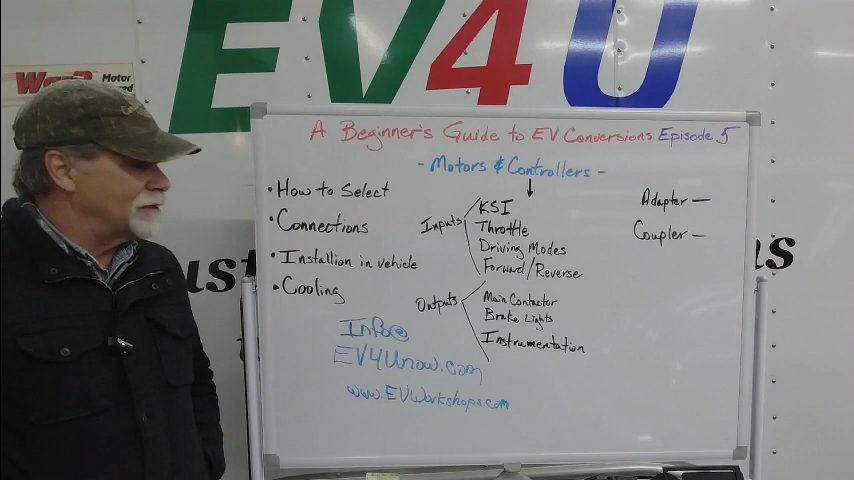 EV4U
Motor
A Beginner's Guide to EV Conversions Episode 5
- Motors & Controllers -
• How to Select
• Connections
• Installion in vehicle
• Cooling
Inputs
KSI
Throttle
Driving Modes
Forward/Reverse
Outputs
Main Contactor
Brake Lights
Instrumentation
Adapter —
Coupler –
Info@
EV4Unow.com
www.EVWorkshops.com
ust
ns